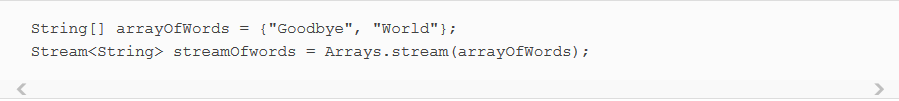 String[] arrayOfWords = {"Goodbye", "World"};
Stream<String> streamOfwords = Arrays.stream(arrayOfWords);